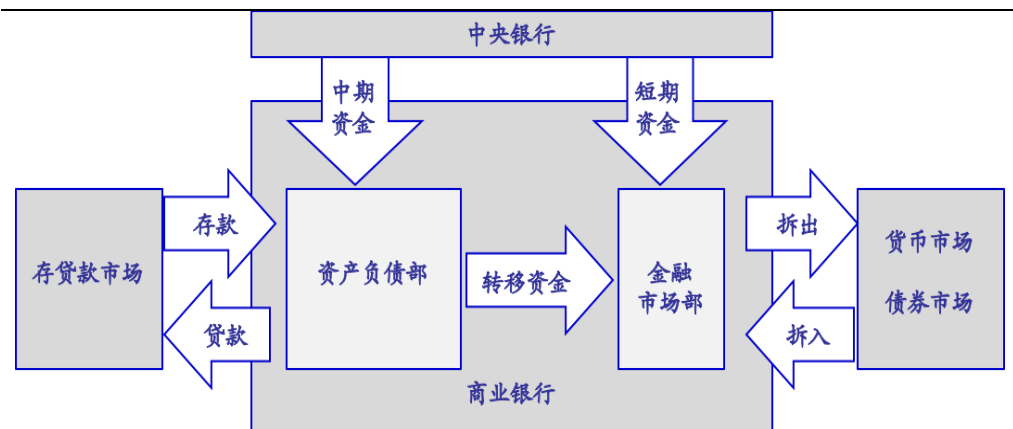 中央银行
中期
资金
短期
资金
存款
拆出
存贷款市场
资产负债部
转移资金
金融
市场部
货币市场
债券市场
贷款
拆入
商业银行